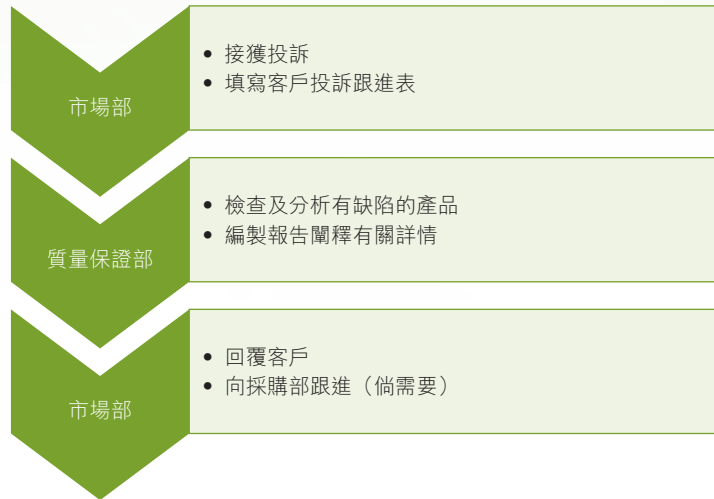 市場部
• 接獲投訴
• 填寫客戶投訴跟進表
質量保證部
• 檢查及分析有缺陷的產品
• 編製報告闡釋有關詳情
市場部
• 回覆客戶
• 向採購部跟進（倘需要）